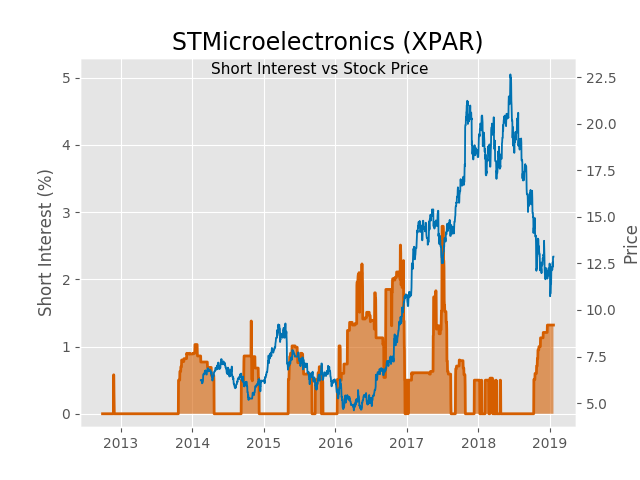 STMicroelectronics (XPAR)
Short Interest vs Stock Price
Short Interest (%)
5
4
3
2
1
0
22.5
20.0
17.5
15.0
12.5
10.0
7.5
5.0
Price
2013 2014 2015 2016 2017 2018 2019